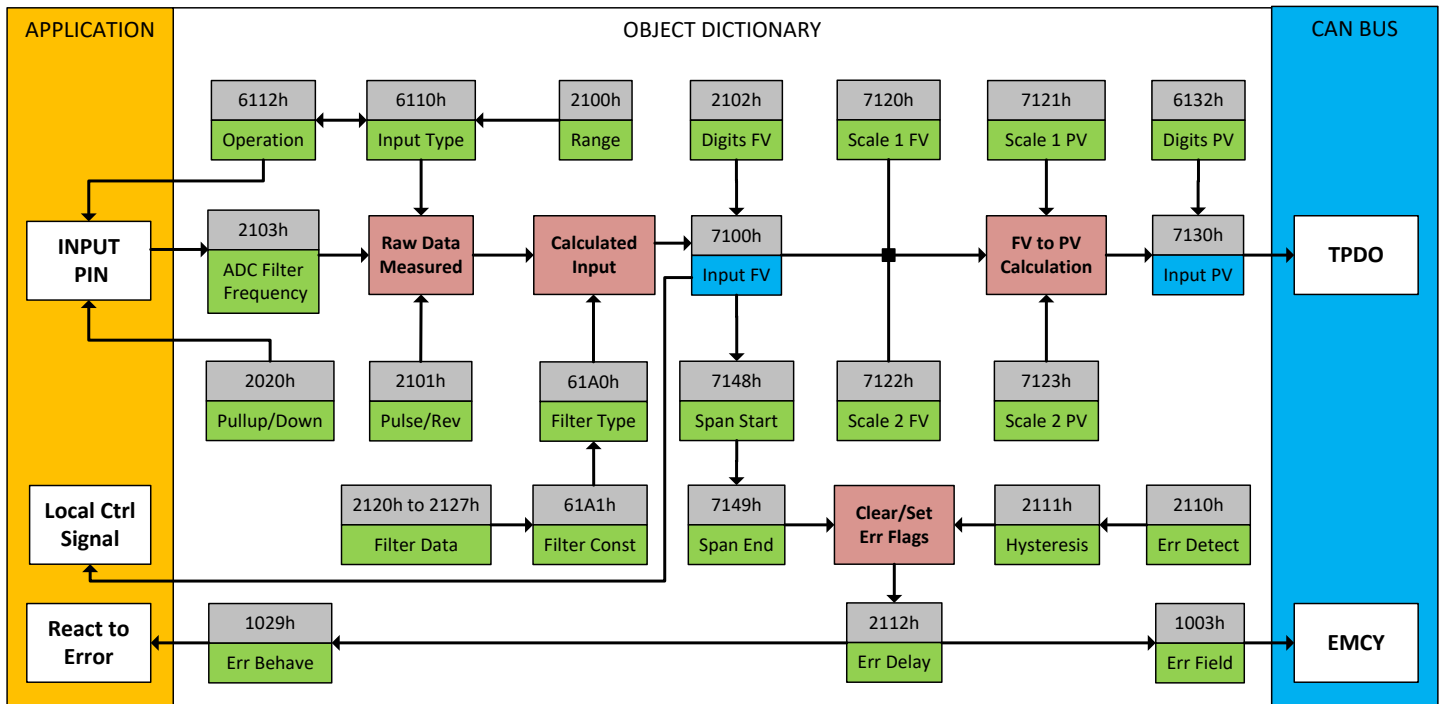 APPLICATION
OBJECT DICTIONARY
CAN BUS
6112h
Operation
6110h
Input Type
2100h
Range
2102h
Digits FV
7120h
Scale 1 FV
7121h
Scale 1 PV
6132h
Digits PV
INPUT
PIN
2103h
ADC Filter
Frequency
Raw Data
Measured
Calculated
Input
7100h
Input FV
FV to PV
Calculation
7130h
Input PV
TPDO
2020h
Pullup/Down
2101h
Pulse/Rev
61A0h
Filter Type
7148h
Span Start
7122h
Scale 2 FV
7123h
Scale 2 PV
Local Ctrl
Signal
2120h to 2127h
Filter Data
61A1h
Filter Const
7149h
Span End
Clear/Set
Err Flags
2111h
Hysteresis
2110h
Err Detect
React to
Error
1029h
Err Behave
2112h
Err Delay
1003h
Err Field
EMCY